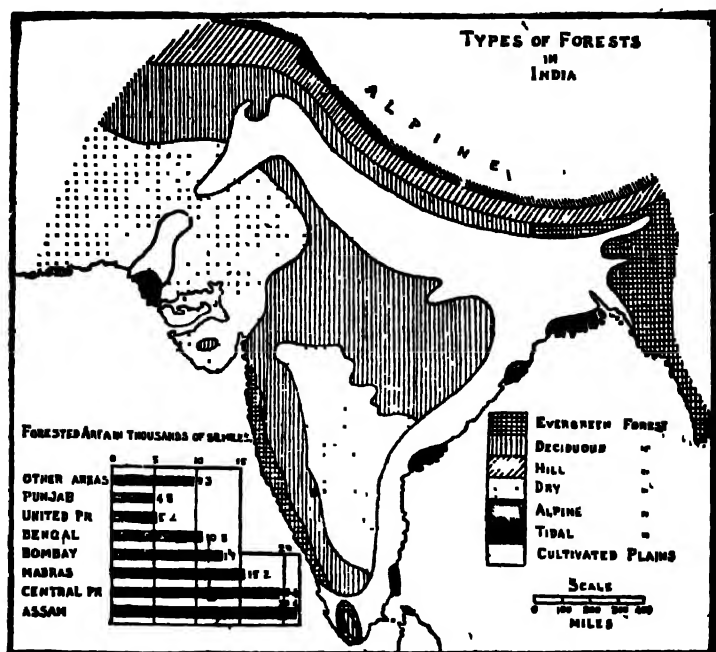 TYPES OF FORESTS
IN
INDIA
ALPINE
FORESTED AREA IN THOUSANDS OF SQ. MILES.
0 5 10 15
OTHER AREAS
PUNJAB 4.8
UNITED PR
BENGAL
BOMBAY
20
MADRAS 15.2
CENTRAL PR
ASSAM
EVERGREEN FOREST
DECIDUOUS "
HILL "
DRY "
ALPINE "
TIDAL "
CULTIVATED PLAINS
SCALE
0 100 200 300 400
MILES